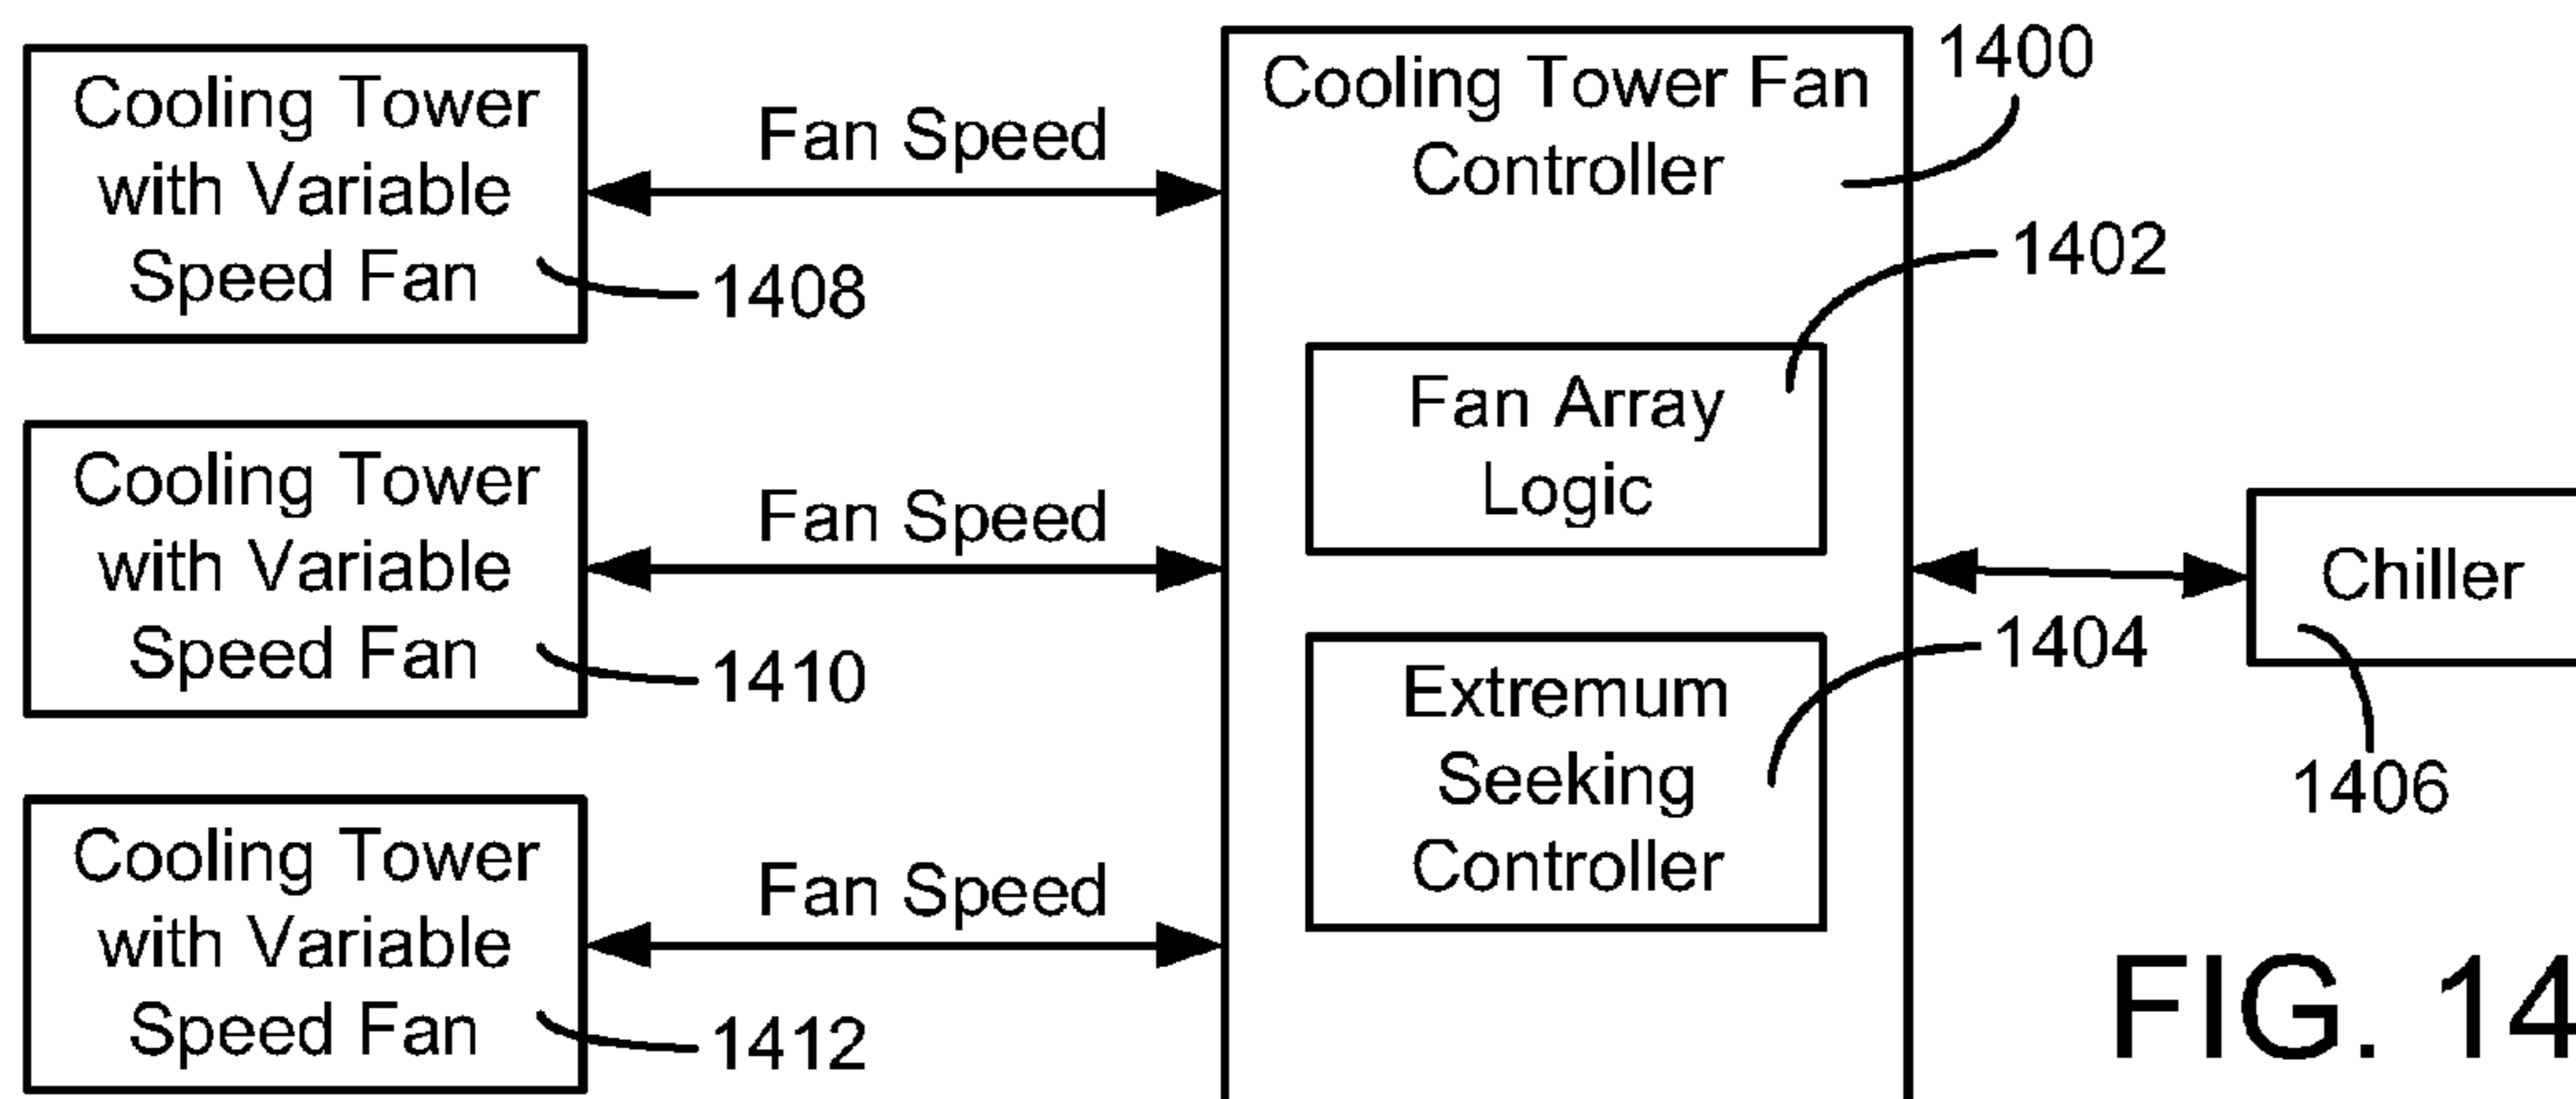 Cooling Tower
with Variable
Speed Fan
1408
Fan Speed
Cooling Tower
with Variable
Speed Fan
1410
Fan Speed
Cooling Tower
with Variable
Speed Fan
1412
Fan Speed
Cooling Tower Fan
Controller
1400
1402
Fan Array
Logic
1404
Extremum
Seeking
Controller
Chiller
1406
FIG. 14